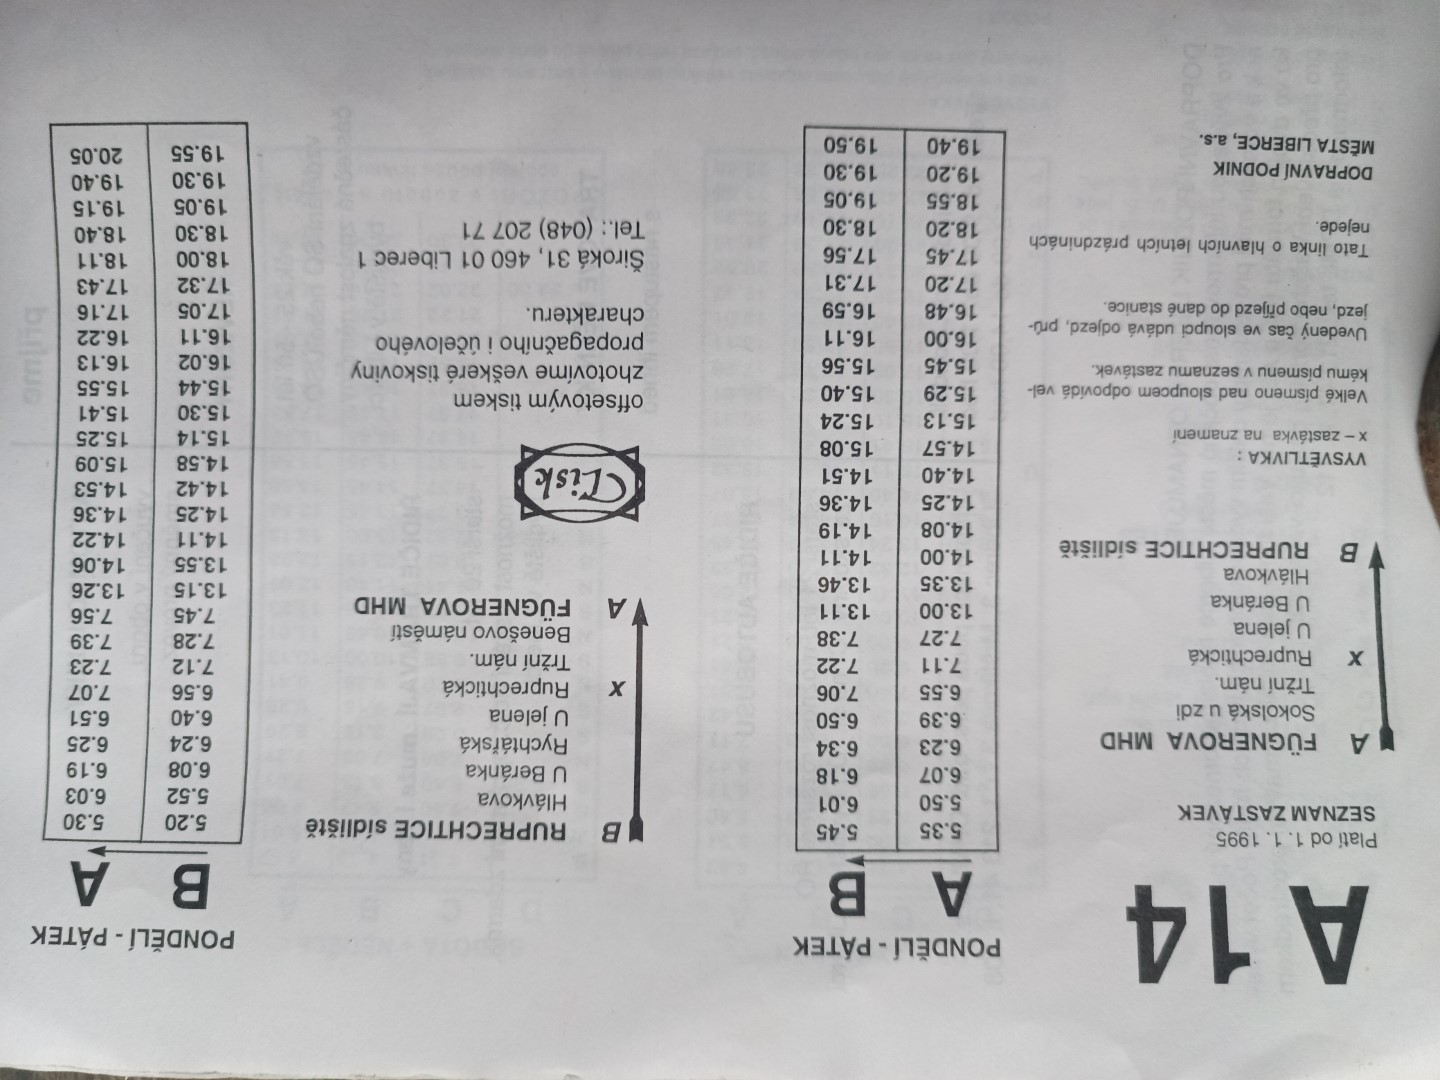 A 14
Platí od 1. 1. 1995
SEZNAM ZASTÁVEK
A FÜGNEROVA MHD
Sokolská u zdi
Tržní nám.
x Ruprechtická
U jelena
U Beránka
Hlávkova
B RUPRECHTICE sídliště
VYSVĚTLIVKA :
x – zastávka na znamení
Velké písmeno nad sloupcem odpovídá vel-
kému písmenu v seznamu zastávek.
Uvedený čas ve sloupci udává odjezd, prů-
jezd, nebo příjezd do dané stanice.
Tato linka o hlavních letních prázdninách
nejede.
DOPRAVNÍ PODNIK
MĚSTA LIBERCE, a.s.
PONDĚLÍ - PÁTEK
A B
5.35 5.45
5.50 6.01
6.07 6.18
6.23 6.34
6.39 6.50
6.55 7.06
7.11 7.22
7.27 7.38
13.00 13.11
13.35 13.46
14.00 14.11
14.08 14.19
14.25 14.36
14.40 14.51
14.57 15.08
15.13 15.24
15.29 15.40
15.45 15.56
16.00 16.11
16.48 16.59
17.20 17.31
17.45 17.56
18.20 18.30
18.55 19.05
19.20 19.30
19.40 19.50
B RUPRECHTICE sídliště
Hlávkova
U Beránka
Rychtářská
U jelena
x Ruprechtická
Tržní nám.
Benešovo náměstí
A FÜGNEROVA MHD
Tisk
offsetovým tiskem
zhotovíme veškeré tiskoviny
propagačního i účelového
charakteru.
Široká 31, 460 01 Liberec 1
Tel.: (048) 207 71
PONDĚLÍ - PÁTEK
B A
5.20 5.30
5.52 6.03
6.08 6.19
6.24 6.25
6.40 6.51
6.56 7.07
7.12 7.23
7.28 7.39
7.45 7.56
13.15 13.26
13.55 14.06
14.11 14.22
14.25 14.36
14.42 14.53
14.58 15.09
15.14 15.25
15.30 15.41
15.44 15.55
16.02 16.13
16.11 16.22
17.05 17.16
17.32 17.43
18.00 18.11
18.30 18.40
19.05 19.15
19.30 19.40
19.55 20.05